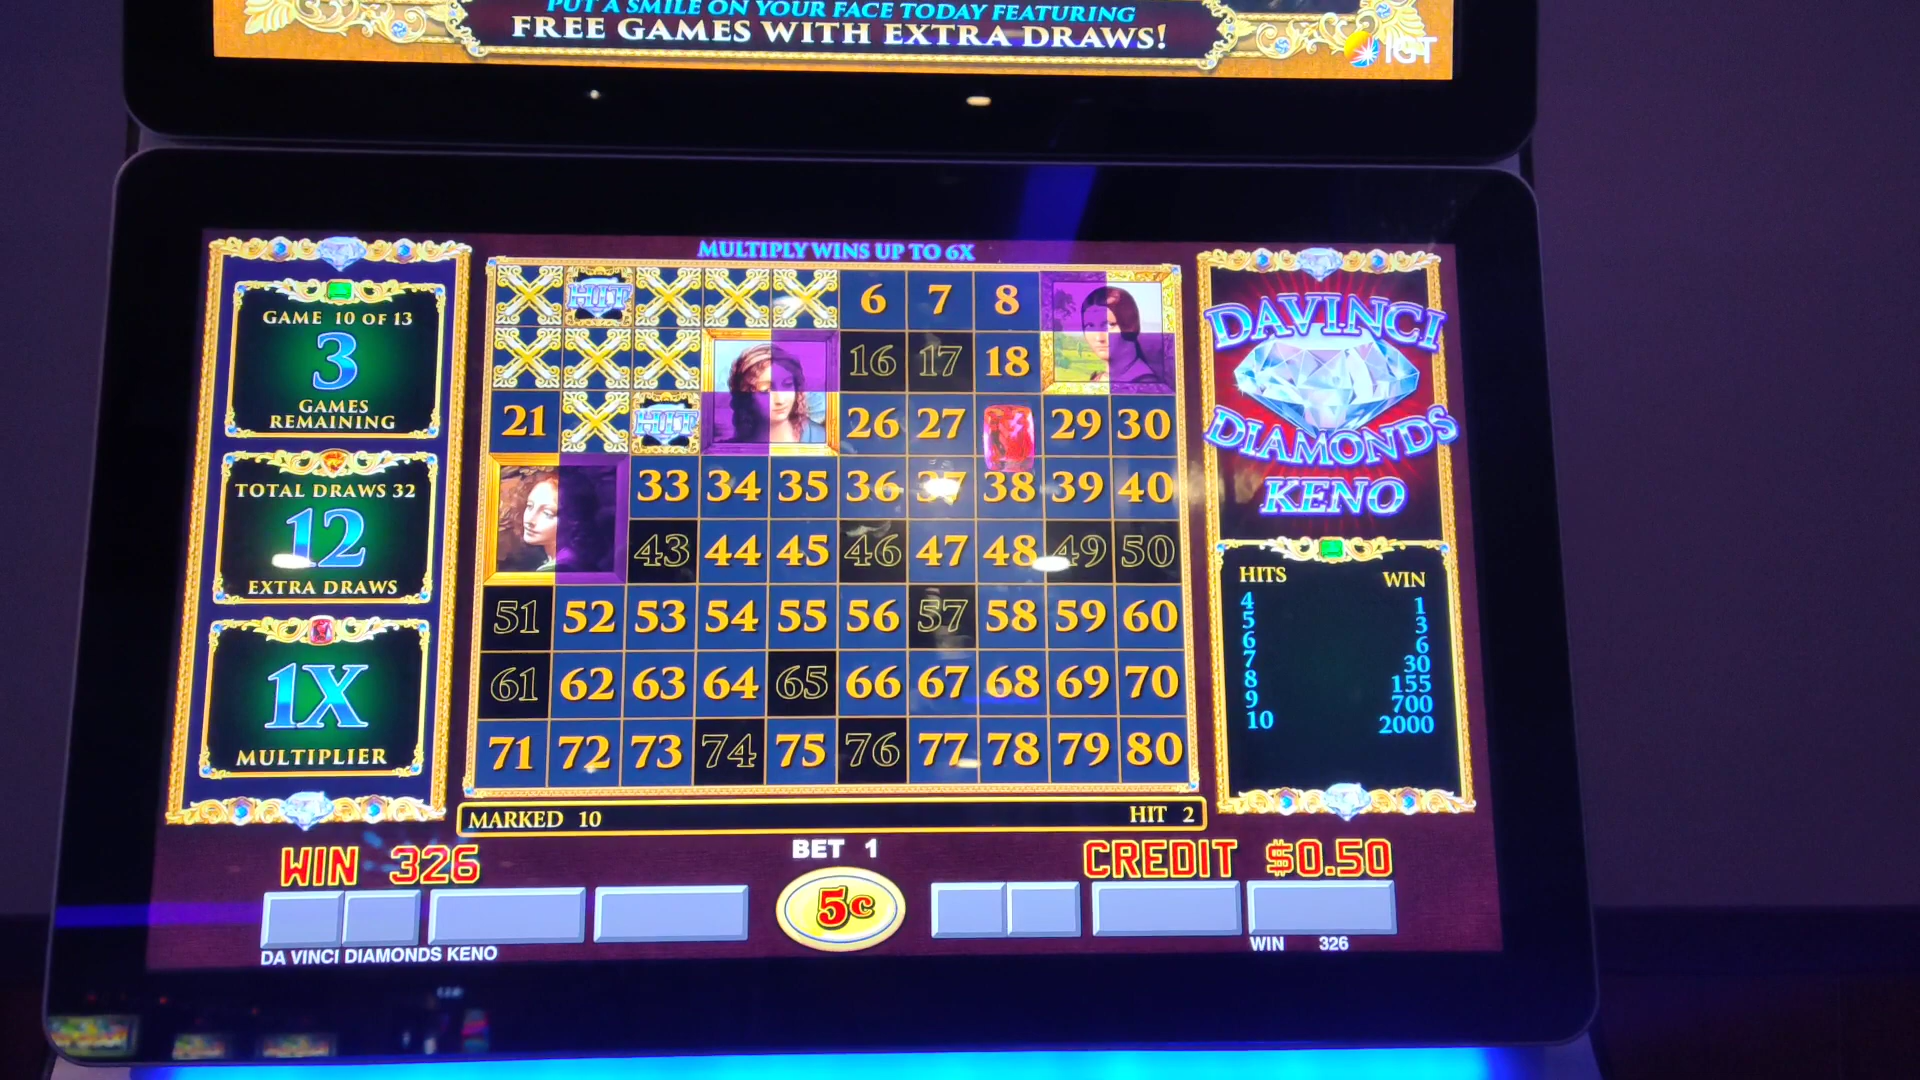 PUT A SMILE ON YOUR FACE TODAY FEATURING
FREE GAMES WITH EXTRA DRAWS!
IGT
MULTIPLY WINS UP TO 6X
GAME 10 OF 13
3
GAMES
REMAINING
TOTAL DRAWS 32
12
EXTRA DRAWS
1X
MULTIPLIER
HIT 6 7 8
16 17 18
21 HIT 26 27 29 30
33 34 35 36 37 38 39 40
43 44 45 46 47 48 49 50
51 52 53 54 55 56 57 58 59 60
61 62 63 64 65 66 67 68 69 70
71 72 73 74 75 76 77 78 79 80
MARKED 10 HIT 2
DAVINCI
DIAMONDS
KENO
HITS WIN
4 1
5 3
6 6
7 30
8 155
9 700
10 2000
WIN 326
BET 1
CREDIT $0.50
5¢
DA VINCI DIAMONDS KENO
WIN 326